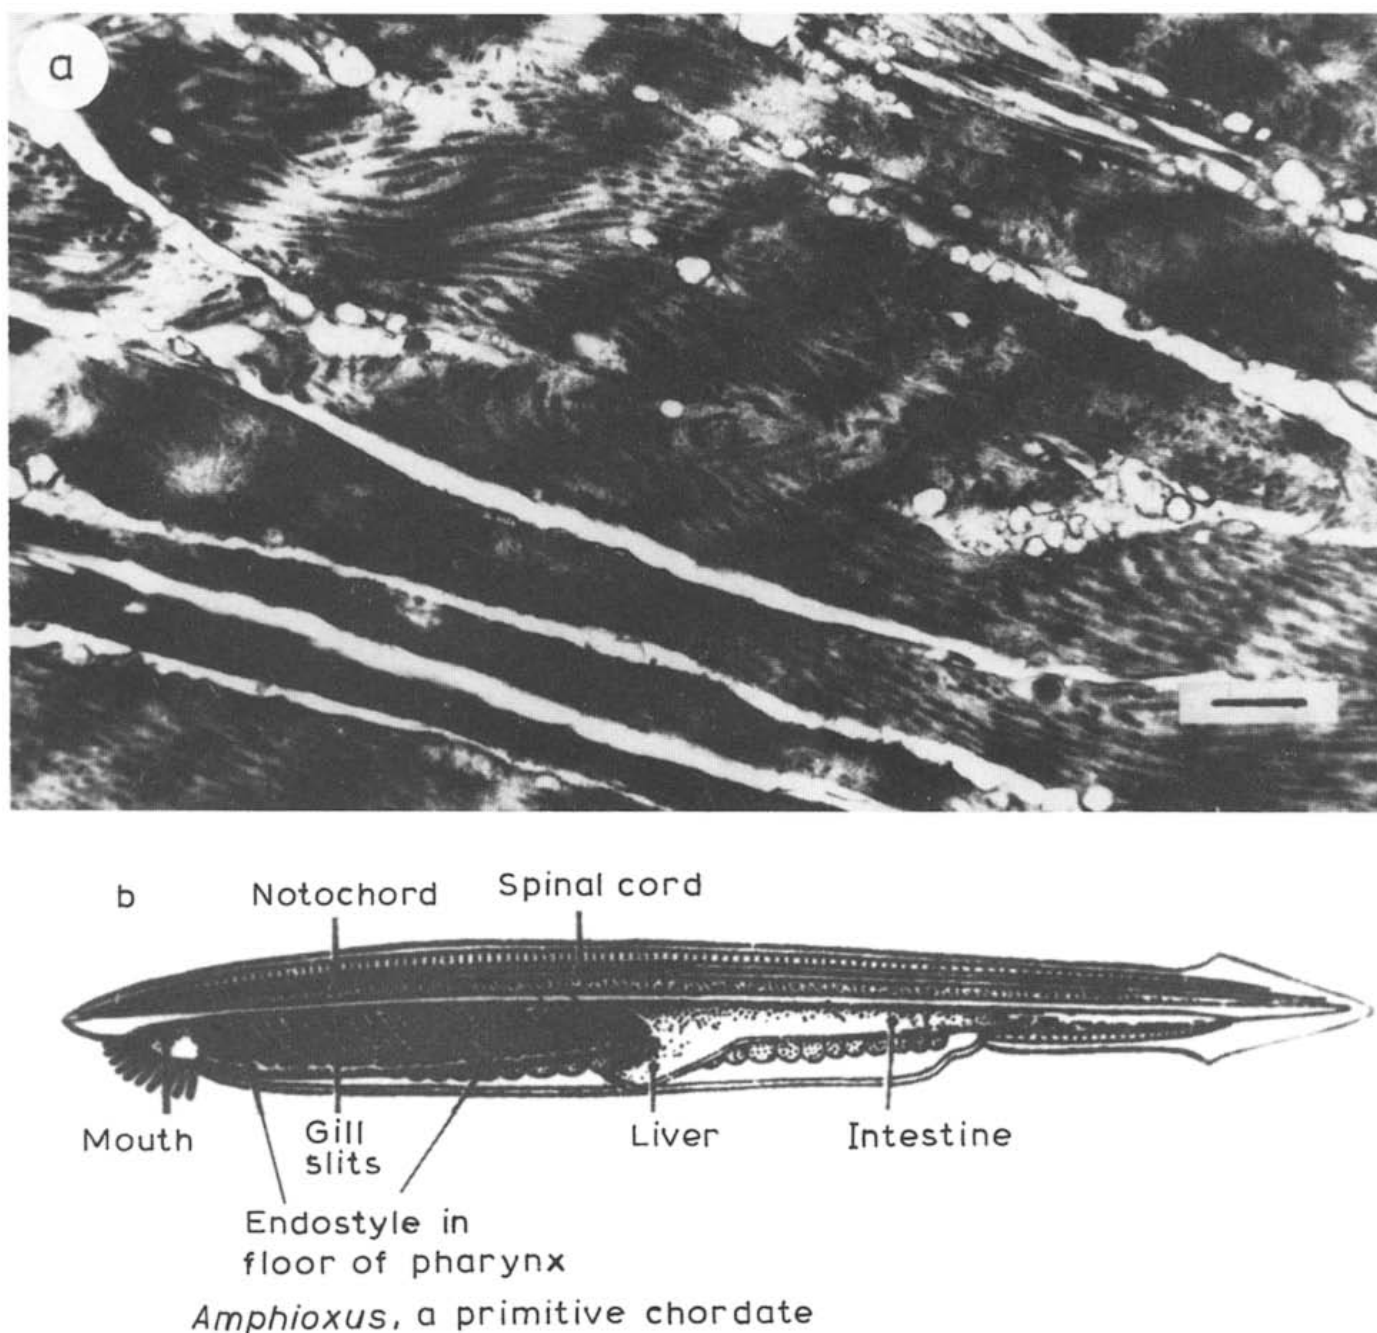 a
b
Notochord
Spinal cord
Mouth
Gill
slits
Liver
Intestine
Endostyle in
floor of pharynx
Amphioxus, a primitive chordate